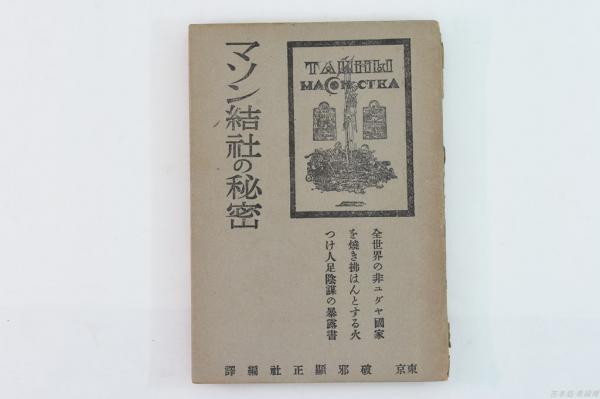 マソン結社の秘密
ТАЙНЫ
МАСОНСТВА
全世界の非ユダヤ國家
を燒き拂はんとする火
つけ人足陰謀の暴露書
東京 破邪顯正社編譯